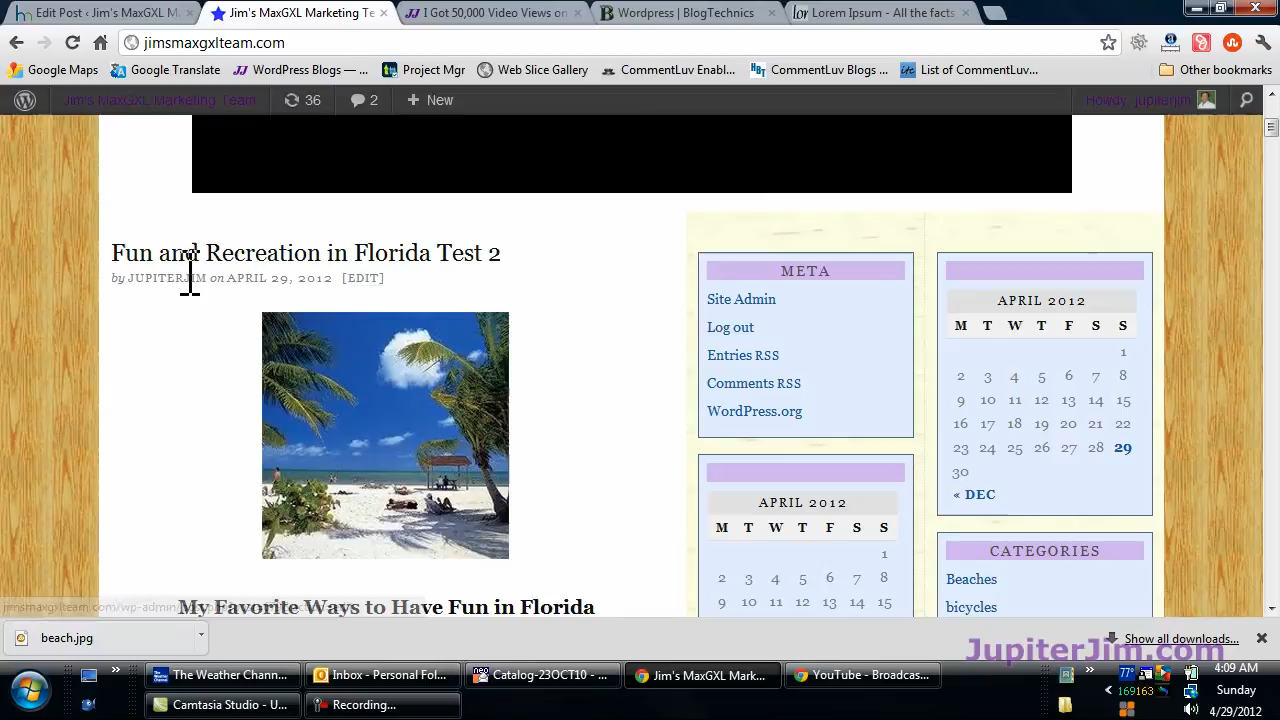 Edit Post ‹ Jim's M
Jim's MaxGXL Marketing Te
I Got 50,000 Video Views on
Wordpress | BlogTechnics
Lorem Ipsum - All the facts
jimsmaxgxlteam.com
Google Maps
Google Translate
WordPress Blogs — ...
Project Mgr
Web Slice Gallery
CommentLuv Enabl...
CommentLuv Blogs ...
List of CommentLuv...
Other bookmarks
Jim's MaxGXL Marketing Team
36
2
+ New
Howdy, jupiterjim
Fun and Recreation in Florida Test 2
by JUPITERJIM on APRIL 29, 2012 [EDIT]
My Favorite Ways to Have Fun in Florida
META
Site Admin
Log out
Entries RSS
Comments RSS
WordPress.org
APRIL 2012
M T W T F S S
1
2 3 4 5 6 7 8
9 10 11 12 13 14 15
APRIL 2012
M T W T F S S
1
2 3 4 5 6 7 8
9 10 11 12 13 14 15
16 17 18 19 20 21 22
23 24 25 26 27 28 29
30
« DEC
CATEGORIES
Beaches
bicycles
beach.jpg
Show all downloads...
JupiterJim.com
The Weather Chann...
Inbox - Personal Fol...
Catalog-23OCT10 - ...
Jim's MaxGXL Mark...
YouTube - Broadcas...
Camtasia Studio - U...
Recording...
77°
169163
4:09 AM
Sunday
4/29/2012